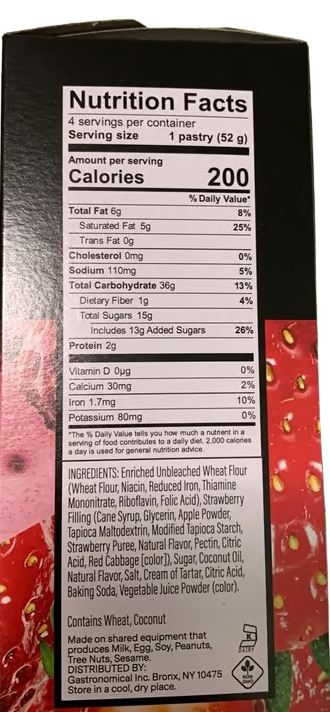 Nutrition Facts
4 servings per container
Serving size 1 pastry (52 g)
Amount per serving
Calories 200
% Daily Value*
Total Fat 6g 8%
Saturated Fat 5g 25%
Trans Fat 0g
Cholesterol 0mg 0%
Sodium 110mg 5%
Total Carbohydrate 36g 13%
Dietary Fiber 1g 4%
Total Sugars 15g
Includes 13g Added Sugars 26%
Protein 2g
Vitamin D 0µg 0%
Calcium 30mg 2%
Iron 1.7mg 10%
Potassium 80mg 0%
*The % Daily Value tells you how much a nutrient in a
serving of food contributes to a daily diet. 2,000 calories
a day is used for general nutrition advice.
INGREDIENTS: Enriched Unbleached Wheat Flour
(Wheat Flour, Niacin, Reduced Iron, Thiamine
Mononitrate, Riboflavin, Folic Acid), Strawberry
Filling (Cane Syrup, Glycerin, Apple Powder,
Tapioca Maltodextrin, Modified Tapioca Starch,
Strawberry Puree, Natural Flavor, Pectin, Citric
Acid, Red Cabbage [color]), Sugar, Coconut Oil,
Natural Flavor, Salt, Cream of Tartar, Citric Acid,
Baking Soda, Vegetable Juice Powder (color).
Contains Wheat, Coconut
Made on shared equipment that
produces Milk, Egg, Soy, Peanuts,
Tree Nuts, Sesame.
DISTRIBUTED BY:
Gastronomical Inc. Bronx, NY 10475
Store in a cool, dry place.
K
DAIRY
NON
GMO